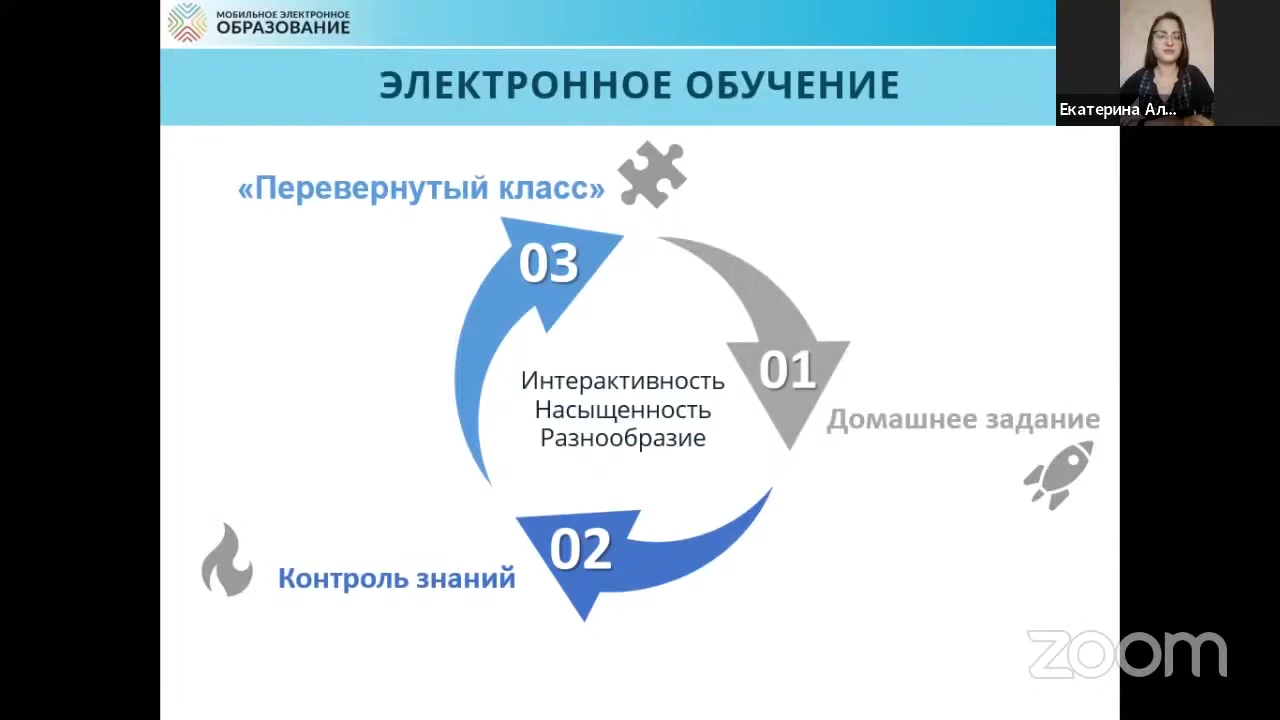 МОБИЛЬНОЕ ЭЛЕКТРОННОЕ
ОБРАЗОВАНИЕ
ЭЛЕКТРОННОЕ ОБУЧЕНИЕ
Екатерина Ал...
«Перевернутый класс»
03
01
Интерактивность
Насыщенность
Разнообразие
Домашнее задание
02
Контроль знаний
zoom